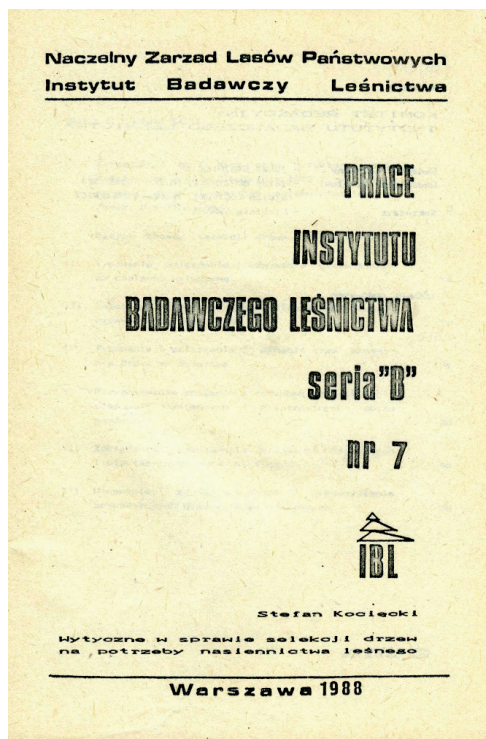 Naczelny Zarzad Lasów Państwowych
Instytut Badawczy Leśnictwa
PRACE
INSTYTUTU
BADAWCZEGO LEŚNICTWA
seria "B"
nr 7
IBL
Stefan Kocięcki
Wytyczne w sprawie selekcji drzew
na potrzeby nasiennictwa leśnego
Warszawa 1988